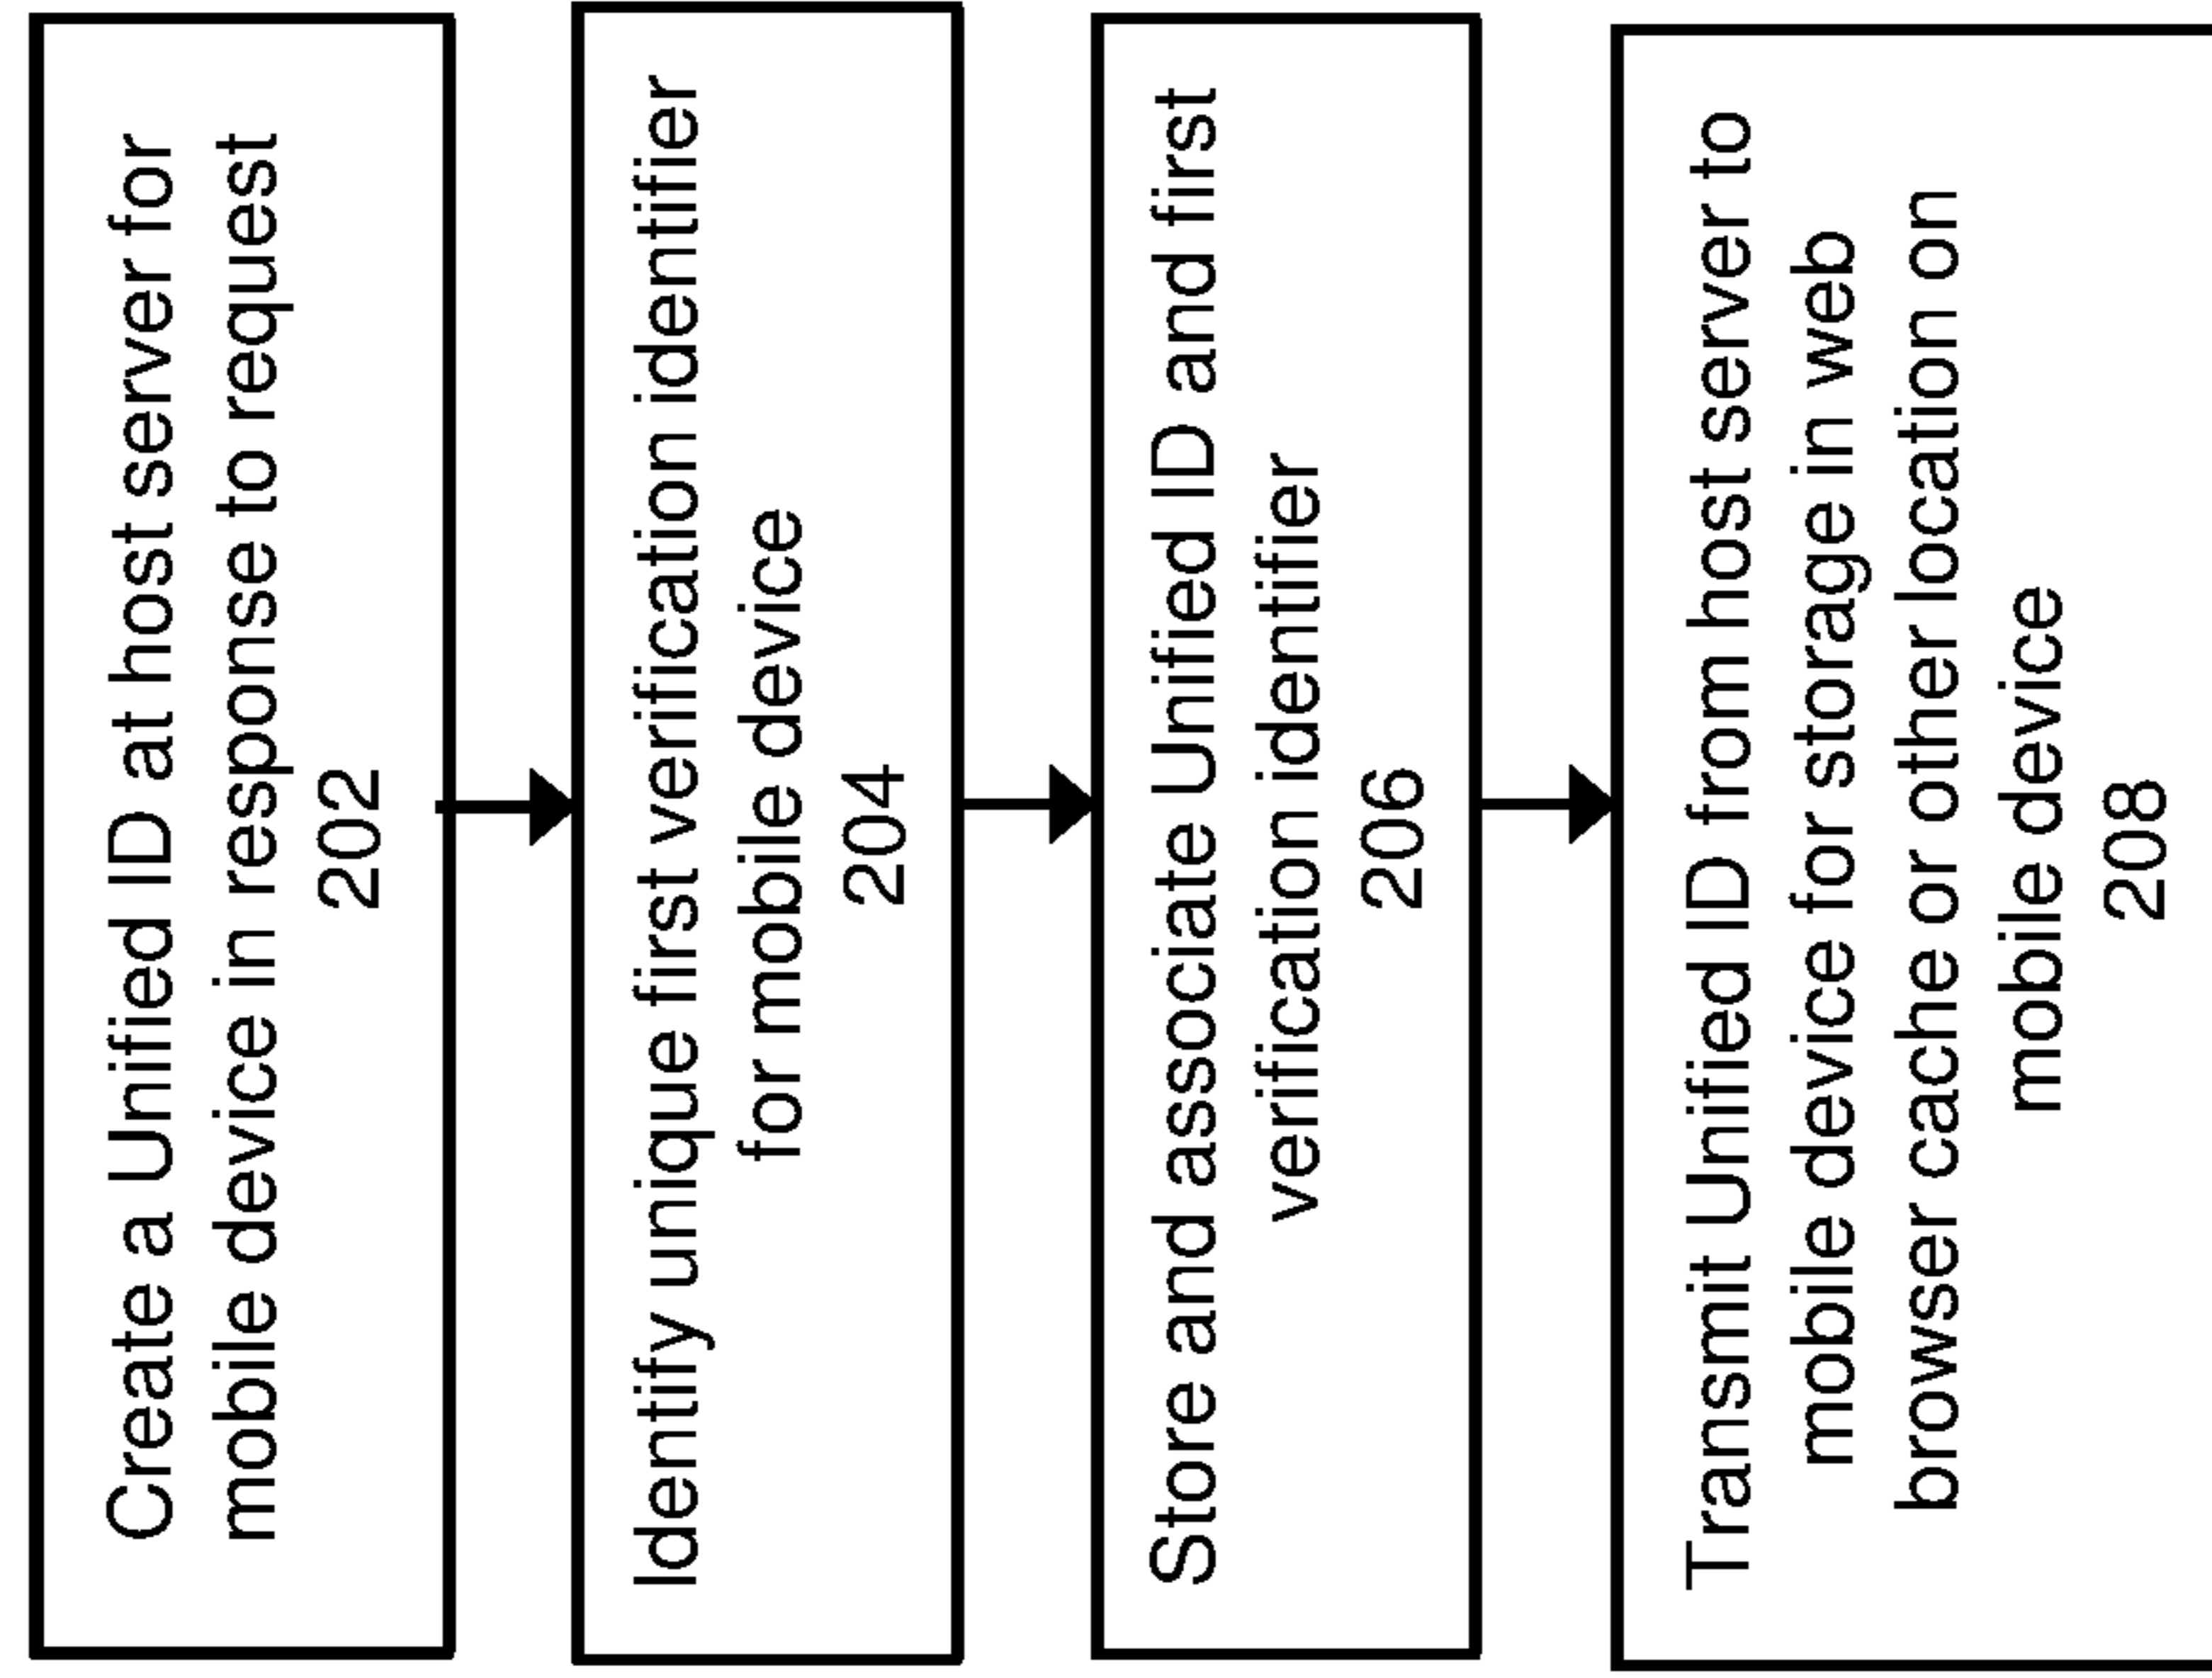 Create a Unified ID at host server for
mobile device in response to request
202
Identify unique first verification identifier
for mobile device
204
Store and associate Unified ID and first
verification identifier
206
Transmit Unified ID from host server to
mobile device for storage in web
browser cache or other location on
mobile device
208